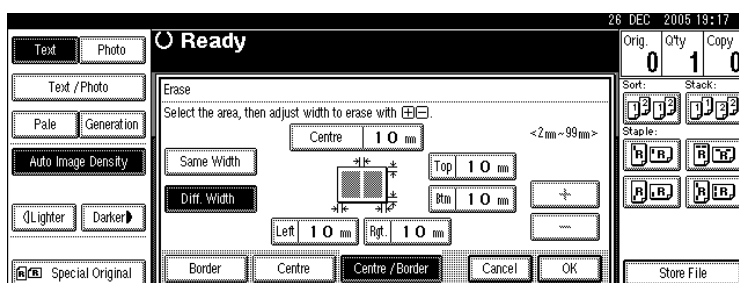 26 DEC 2005 19:17
Text Photo
Ready
Orig. Q'ty Copy
0 1 0
Text / Photo
Erase
Select the area, then adjust width to erase with ⊞⊟.
Sort: Stack:
Pale Generation
Centre 10 mm
<2mm~99mm>
Staple:
Auto Image Density
Same Width
Top 10 mm
Diff. Width
Btm 10 mm
+
Lighter Darker
Left 10 mm Rgt. 10 mm
−
Special Original
Border Centre Centre / Border Cancel OK
Store File